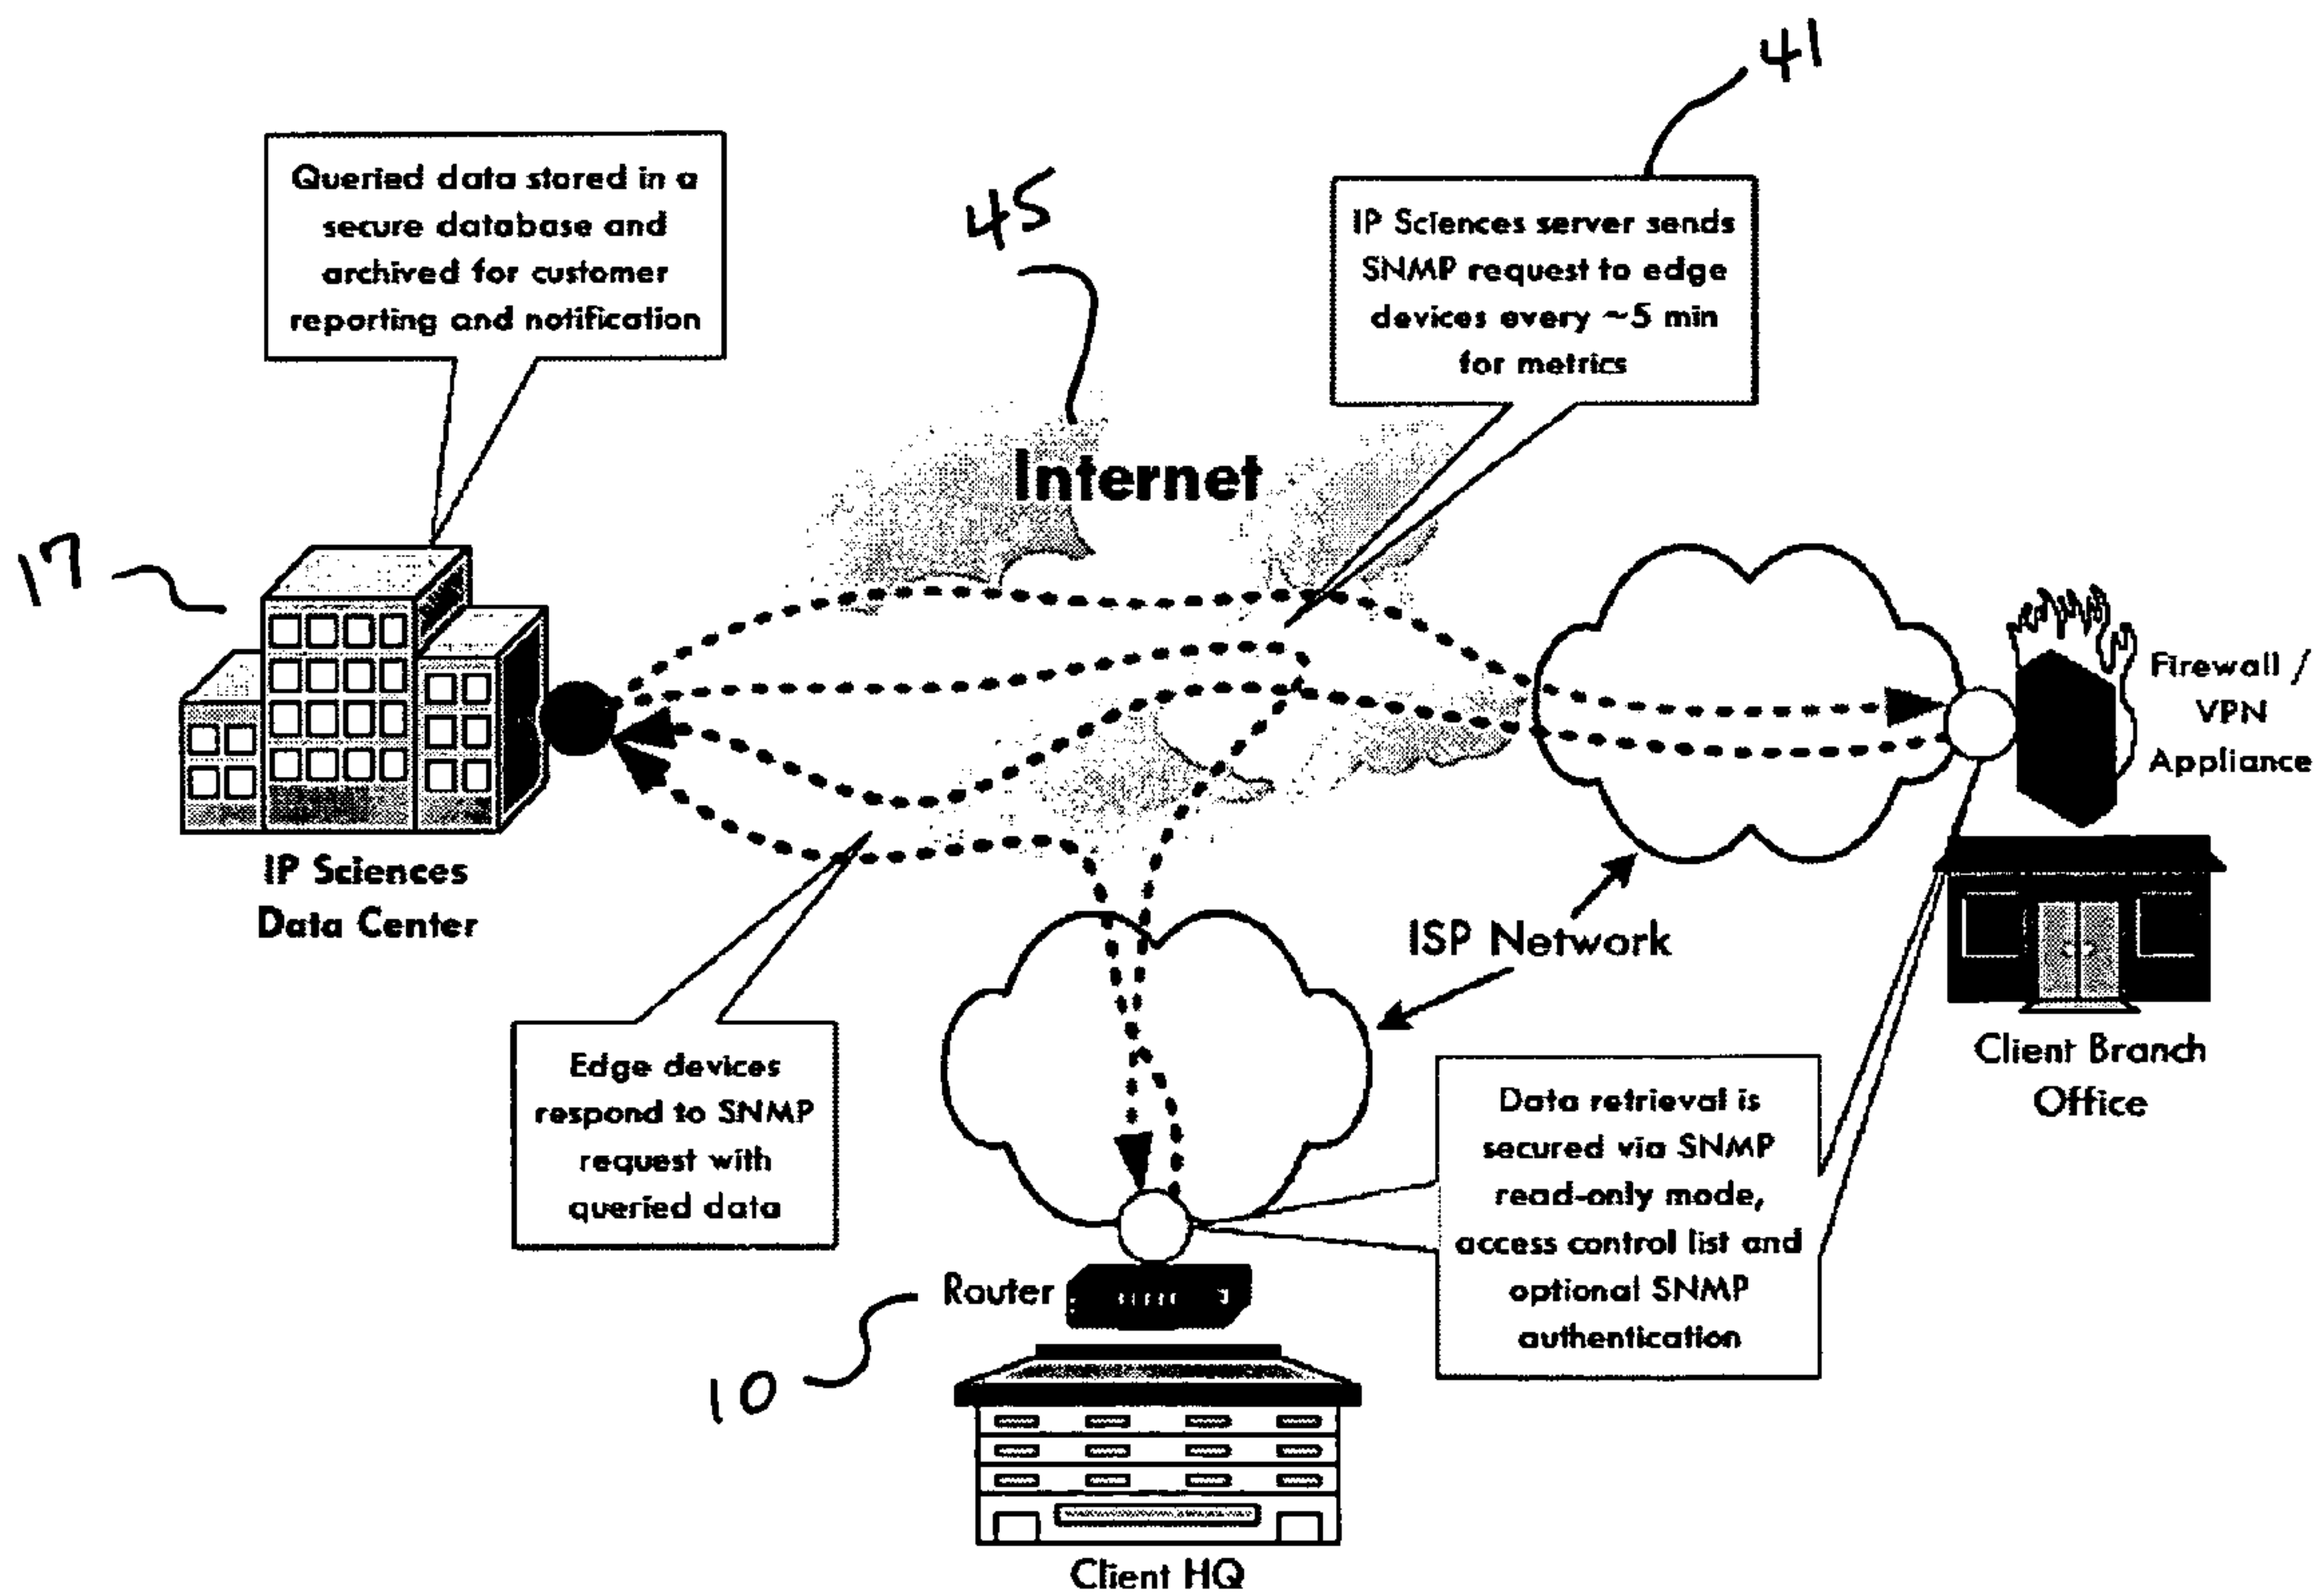 41
45
Queried data stored in a
secure database and
archived for customer
reporting and notification
IP Sciences server sends
SNMP request to edge
devices every ~5 min
for metrics
Internet
17
Firewall /
VPN
Appliance
IP Sciences
Data Center
ISP Network
Client Branch
Office
Edge devices
respond to SNMP
request with
queried data
Data retrieval is
secured via SNMP
read-only mode,
access control list and
optional SNMP
authentication
Router
10
Client HQ